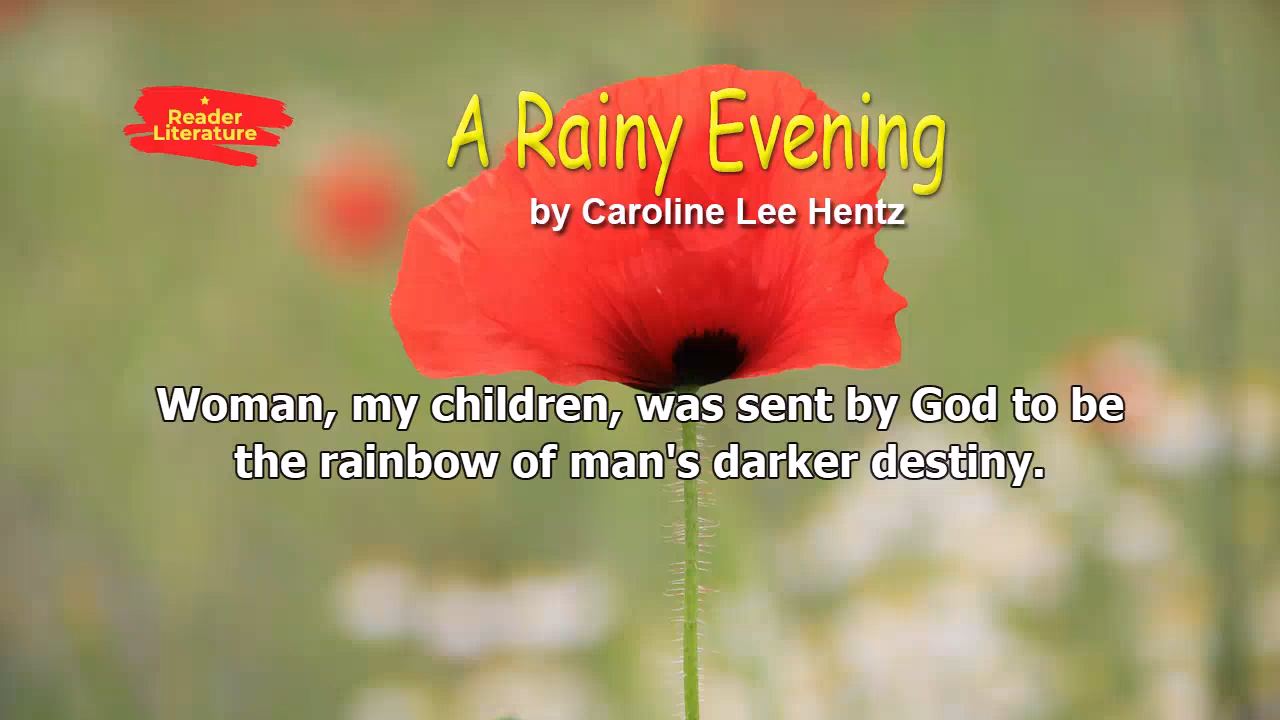 Reader
Literature
A Rainy Evening
by Caroline Lee Hentz
Woman, my children, was sent by God to be
the rainbow of man's darker destiny.